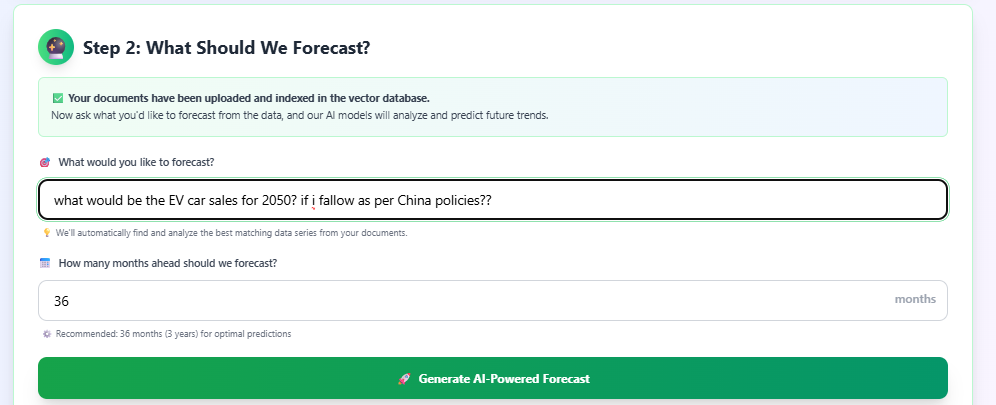 Step 2: What Should We Forecast?
✅ Your documents have been uploaded and indexed in the vector database.
Now ask what you'd like to forecast from the data, and our AI models will analyze and predict future trends.
🎯 What would you like to forecast?
what would be the EV car sales for 2050? if i fallow as per China policies??
💡 We'll automatically find and analyze the best matching data series from your documents.
📅 How many months ahead should we forecast?
36 months
⚙️ Recommended: 36 months (3 years) for optimal predictions
🚀 Generate AI-Powered Forecast